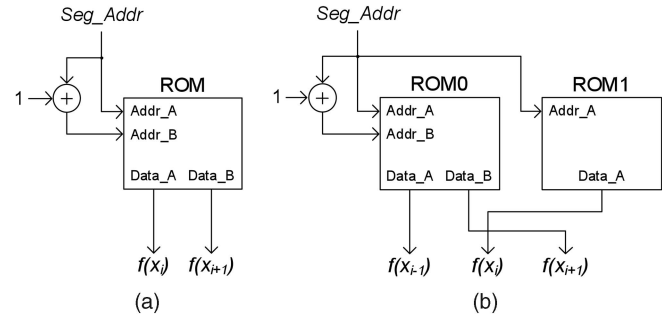 Seg_Addr
1
+
ROM
Addr_A
Addr_B
Data_A Data_B
f(xi) f(xi+1)
(a)
Seg_Addr
1
+
ROM0
Addr_A
Addr_B
Data_A Data_B
ROM1
Addr_A
Data_A
f(xi-1) f(xi) f(xi+1)
(b)